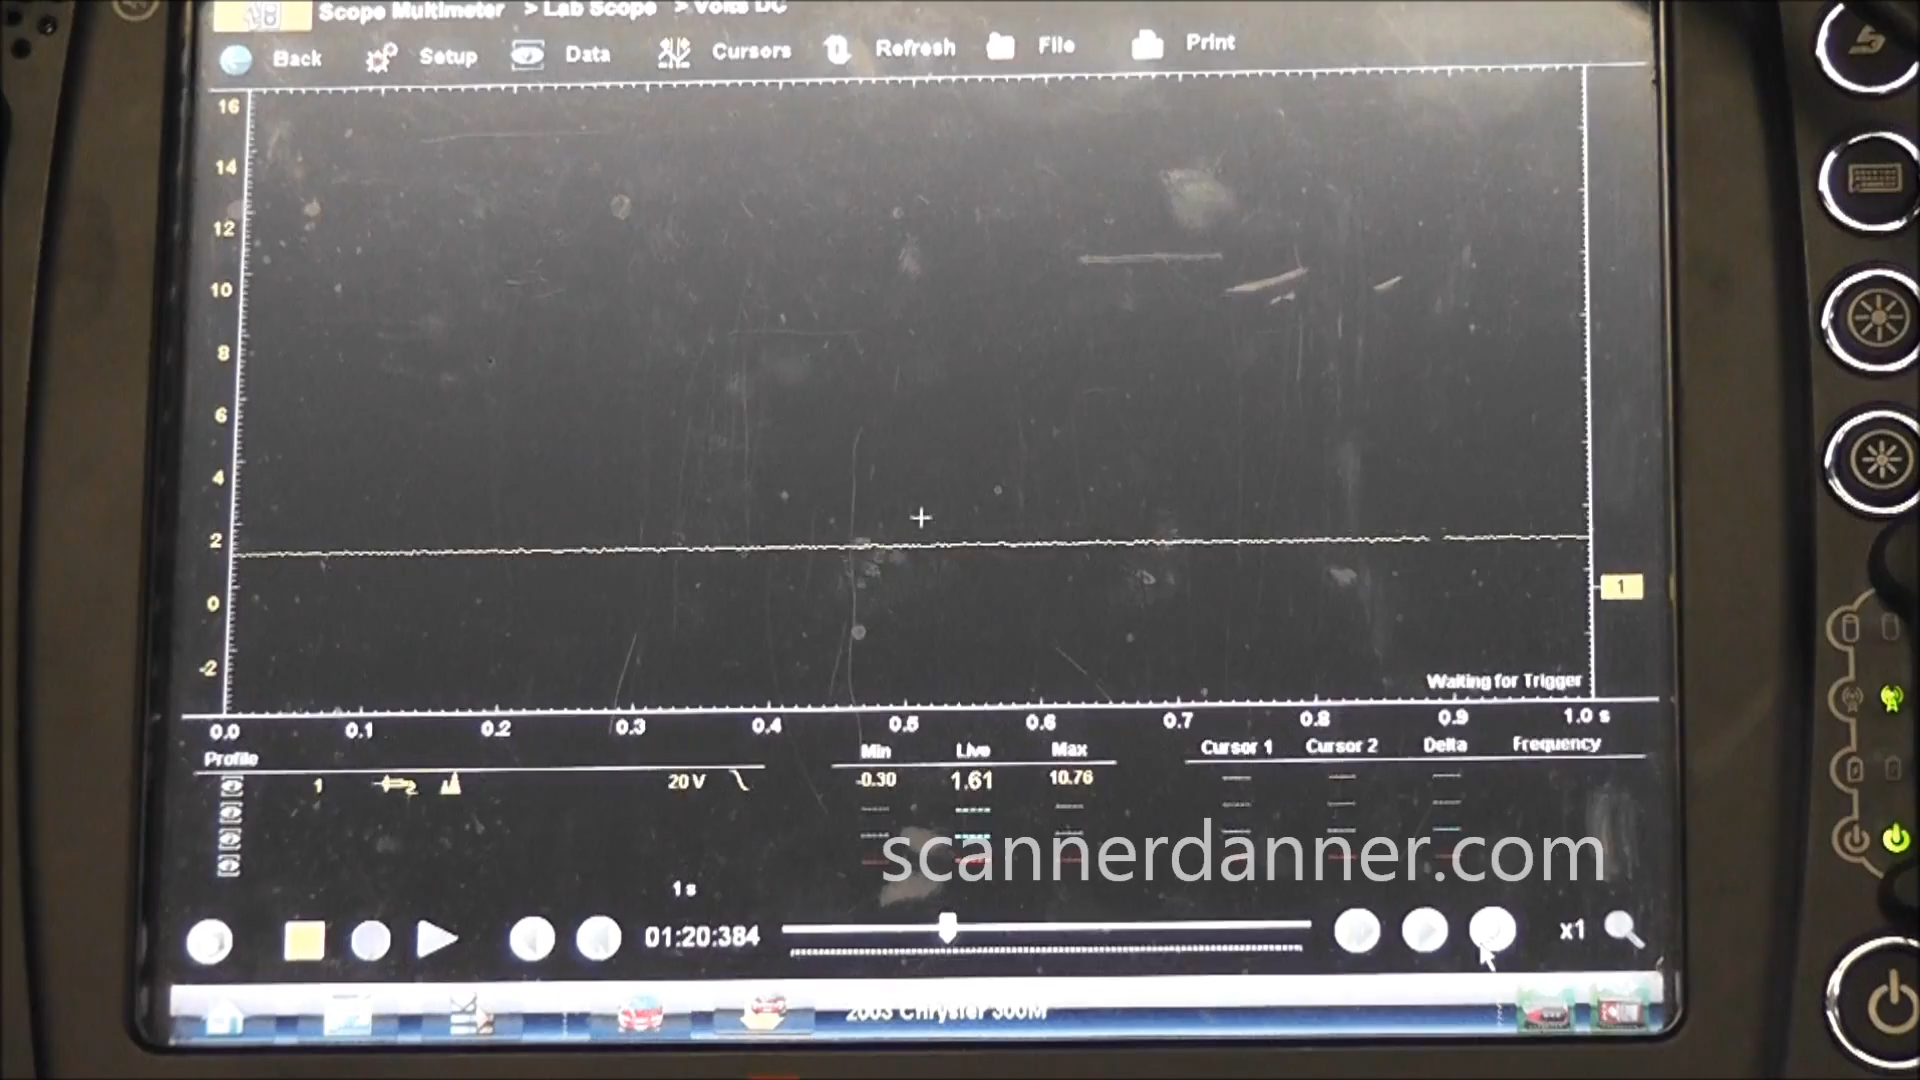 Scope Multimeter > Lab Scope > Volts DC
Back Setup Data Cursors Refresh File Print
16
14
12
10
8
6
4
2
0
-2
1
Waiting for Trigger
0.0 0.1 0.2 0.3 0.4 0.5 0.6 0.7 0.8 0.9 1.0 s
Profile Min Live Max Cursor 1 Cursor 2 Delta Frequency
1 20 V -0.30 1.61 10.76
scannerdanner.com
1 s
01:20:384 x1
2003 Chrysler 300M